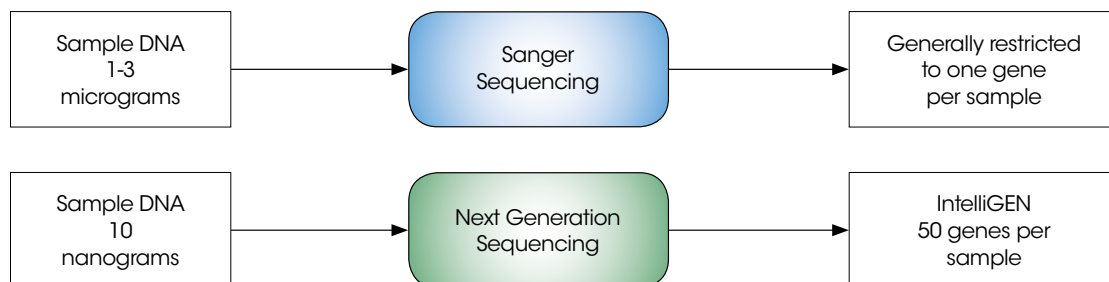 Sample DNA
1-3
micrograms
Sanger
Sequencing
Generally restricted
to one gene
per sample
Sample DNA
10
nanograms
Next Generation
Sequencing
IntelliGEN
50 genes per
sample